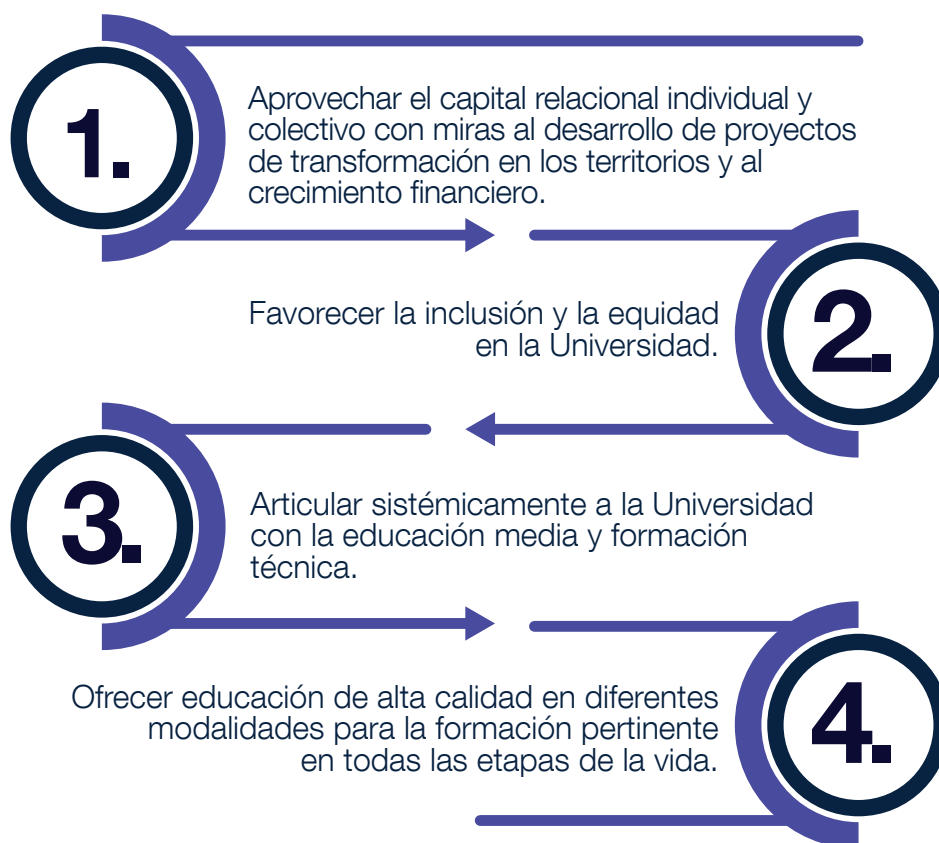 1.
Aprovechar el capital relacional individual y
colectivo con miras al desarrollo de proyectos
de transformación en los territorios y al
crecimiento financiero.
2.
Favorecer la inclusión y la equidad
en la Universidad.
3.
Articular sistémicamente a la Universidad
con la educación media y formación
técnica.
4.
Ofrecer educación de alta calidad en diferentes
modalidades para la formación pertinente
en todas las etapas de la vida.